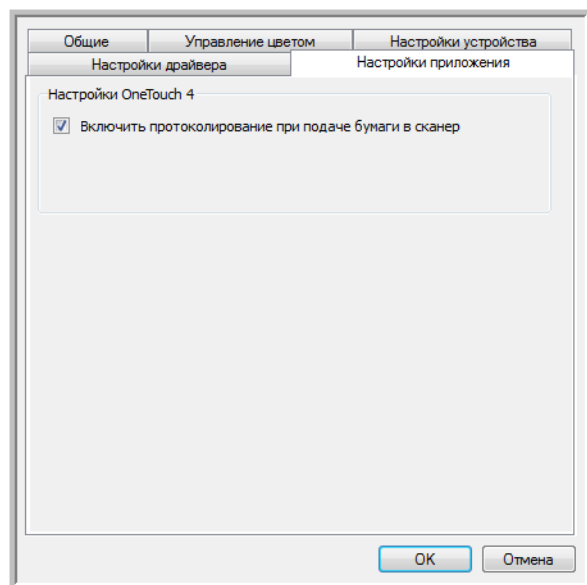 Общие Управление цветом Настройки устройства
Настройки драйвера Настройки приложения
Настройки OneTouch 4
Включить протоколирование при подаче бумаги в сканер
OK Отмена